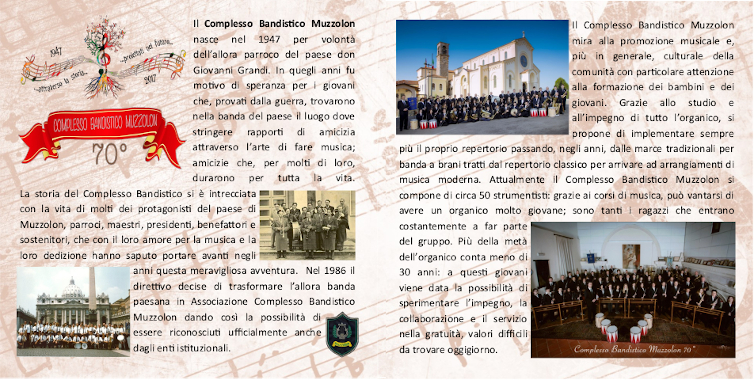 1947
...attraverso la storia...
...proiettati nel futuro...
2017
COMPLESSO BANDISTICO MUZZOLON
70°
Il Complesso Bandistico Muzzolon
nasce nel 1947 per volontà
dell'allora parroco del paese don
Giovanni Grandi. In quegli anni fu
motivo di speranza per i giovani
che, provati dalla guerra, trovarono
nella banda del paese il luogo dove
stringere rapporti di amicizia
attraverso l'arte di fare musica;
amicizie che, per molti di loro,
durarono per tutta la vita.
La storia del Complesso Bandistico si è intrecciata
con la vita di molti dei protagonisti del paese di
Muzzolon, parroci, maestri, presidenti, benefattori e
sostenitori, che con il loro amore per la musica e la
loro dedizione hanno saputo portare avanti negli
anni questa meravigliosa avventura. Nel 1986 il
direttivo decise di trasformare l'allora banda
paesana in Associazione Complesso Bandistico
Muzzolon dando così la possibilità di
essere riconosciuti ufficialmente anche
dagli enti istituzionali.
Il Complesso Bandistico Muzzolon
mira alla promozione musicale e,
più in generale, culturale della
comunità con particolare attenzione
alla formazione dei bambini e dei
giovani. Grazie allo studio e
all'impegno di tutto l'organico, si
propone di implementare sempre
più il proprio repertorio passando, negli anni, dalle marce tradizionali per
banda a brani tratti dal repertorio classico per arrivare ad arrangiamenti di
musica moderna. Attualmente il Complesso Bandistico Muzzolon si
compone di circa 50 strumentisti: grazie ai corsi di musica, può vantarsi di
avere un organico molto giovane; sono tanti i ragazzi che entrano
costantemente a far parte
del gruppo. Più della metà
dell'organico conta meno di
30 anni: a questi giovani
viene data la possibilità di
sperimentare l'impegno, la
collaborazione e il servizio
nella gratuità, valori difficili
da trovare oggigiorno.
Complesso Bandistico Muzzolon 70°